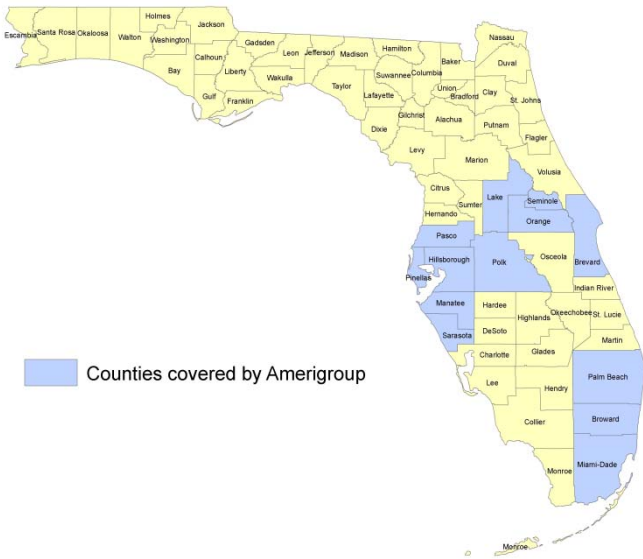 Holmes
Jackson
Nassau
Escambia
Santa Rosa
Okaloosa
Walton
Washington
Gadsden
Leon
Jefferson
Madison
Hamilton
Baker
Duval
Calhoun
Bay
Liberty
Wakulla
Taylor
Suwannee
Columbia
Union
Bradford
Clay
St. Johns
Gulf
Franklin
Lafayette
Dixie
Gilchrist
Alachua
Putnam
Flagler
Levy
Marion
Volusia
Citrus
Sumter
Lake
Seminole
Hernando
Orange
Pasco
Hillsborough
Polk
Osceola
Brevard
Pinellas
Indian River
Manatee
Hardee
Highlands
Okeechobee
St. Lucie
Sarasota
DeSoto
Martin
Charlotte
Glades
Counties covered by Amerigroup
Lee
Hendry
Palm Beach
Collier
Broward
Monroe
Miami-Dade
Monroe